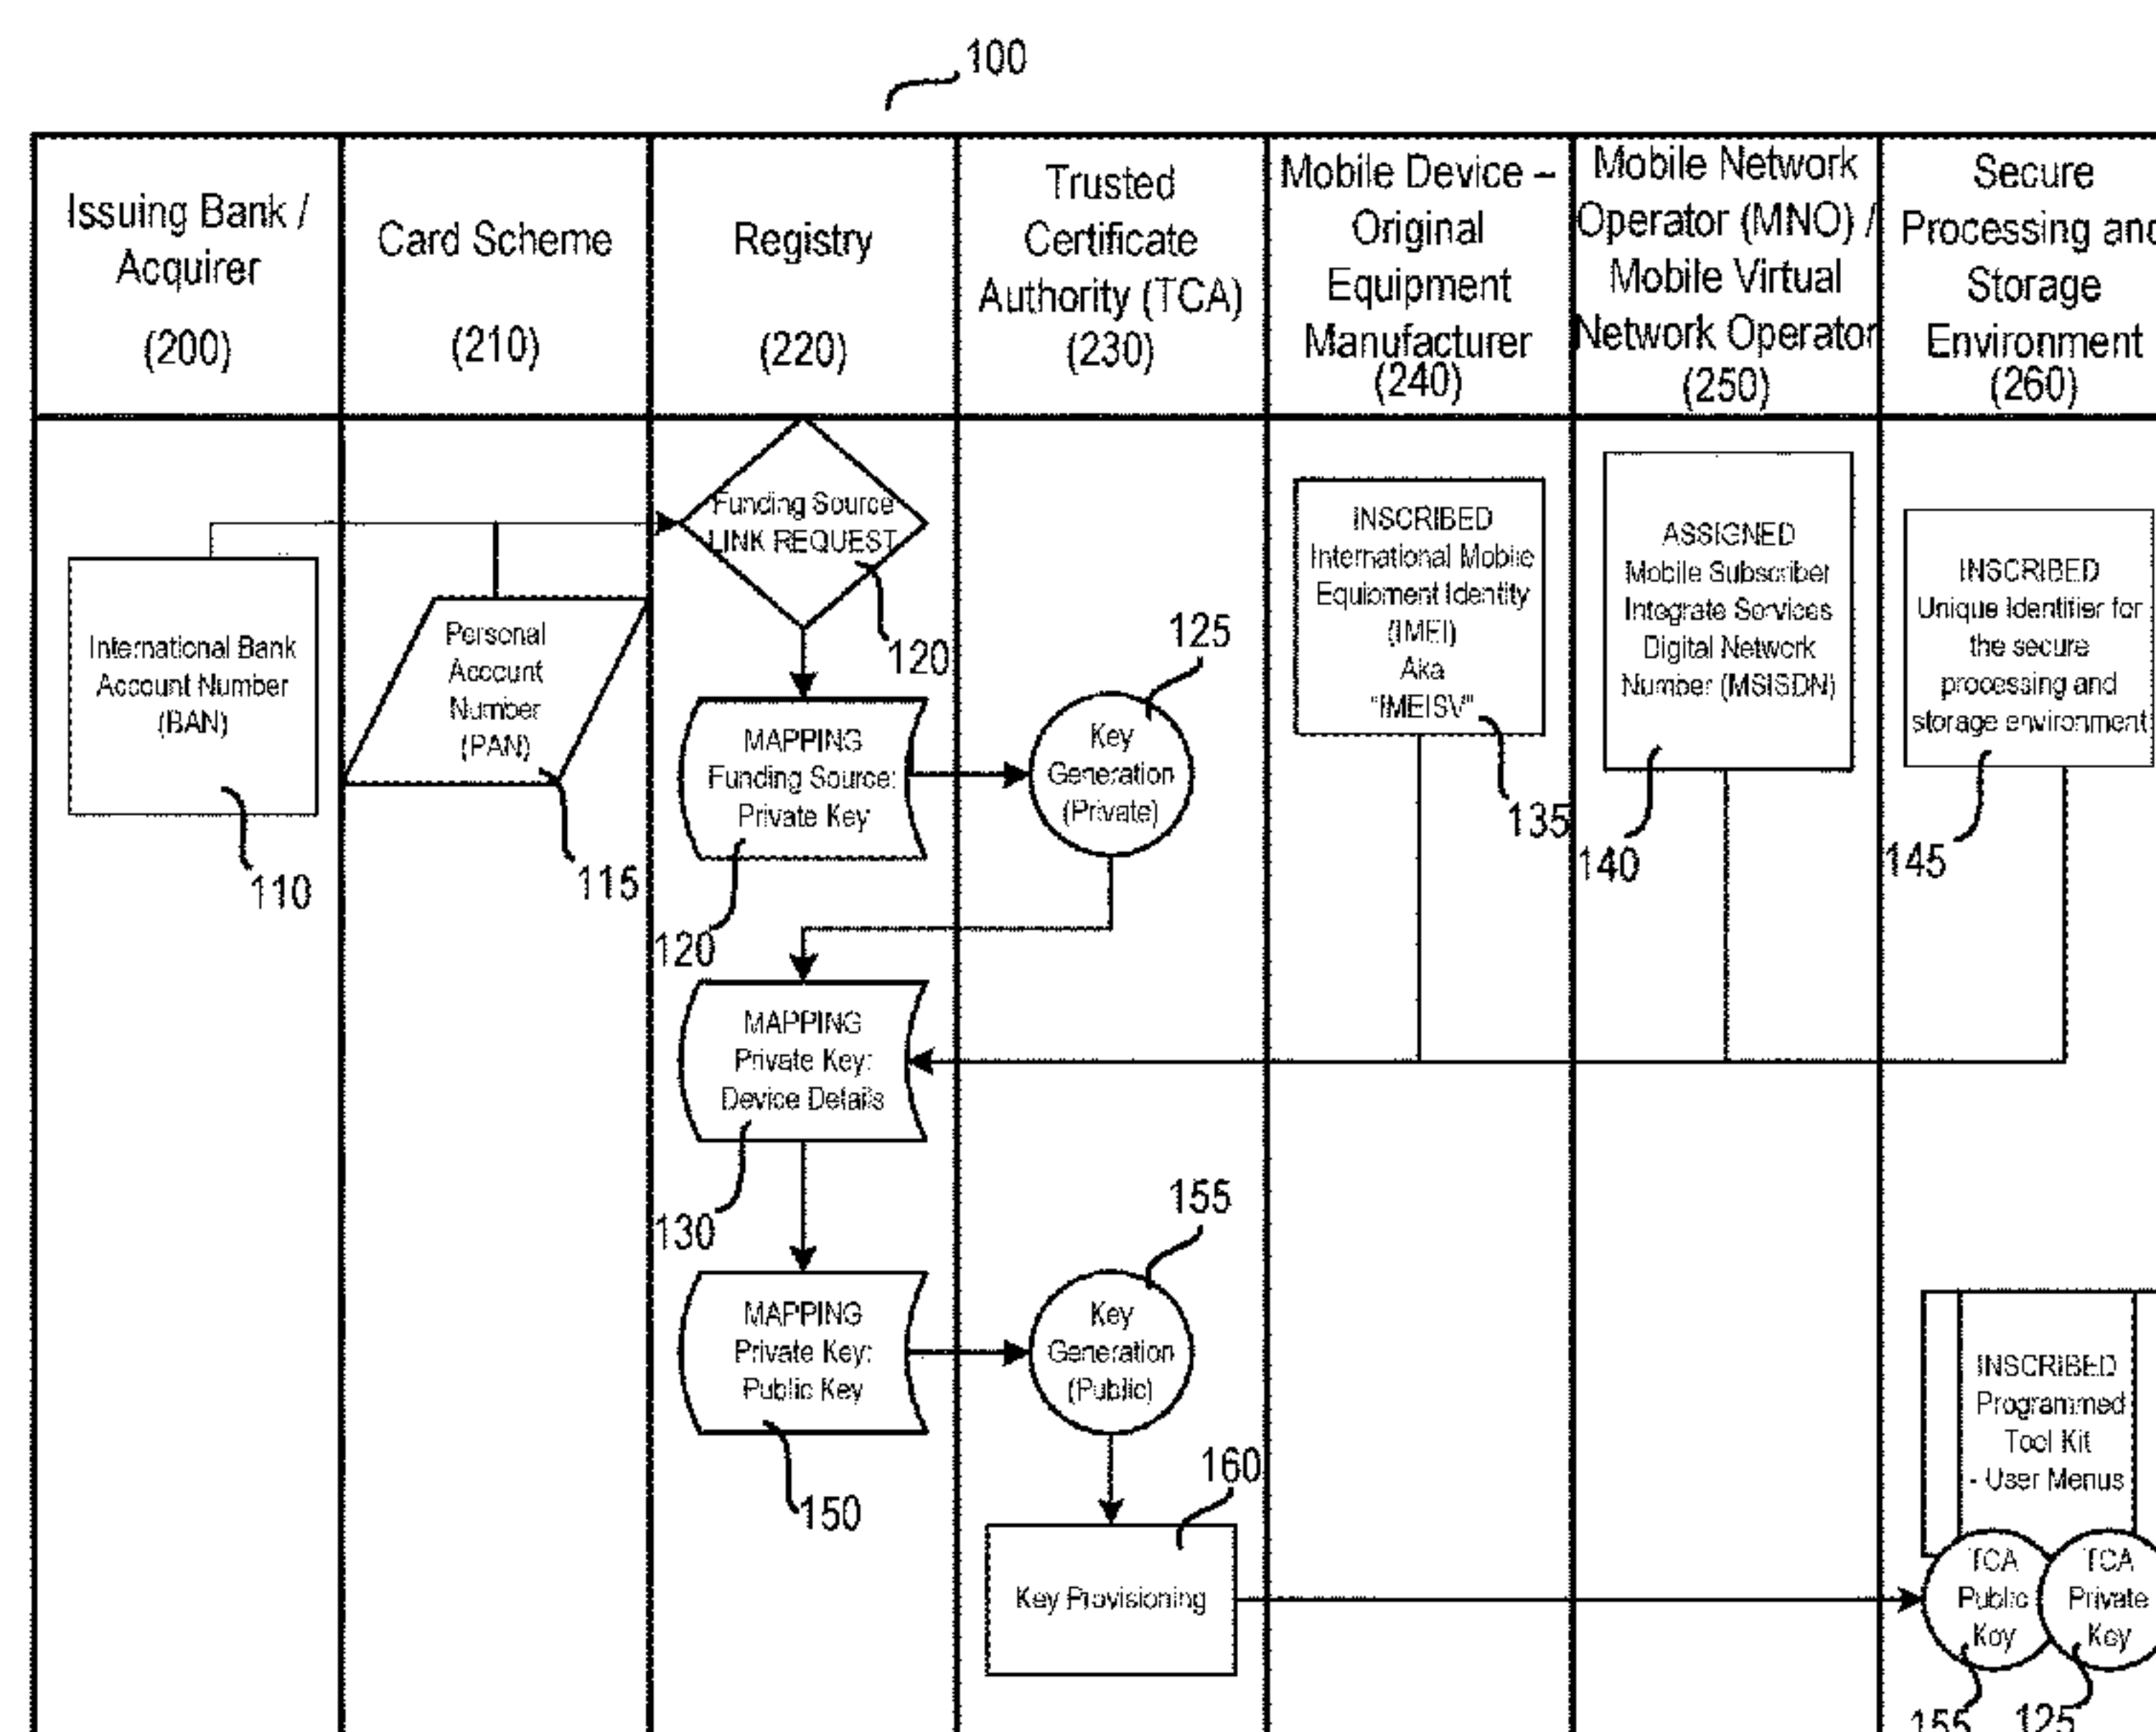 100
Issuing Bank /
Acquirer
(200)
Card Scheme
(210)
Registry
(220)
Trusted
Certificate
Authority (TCA)
(230)
Mobile Device –
Original
Equipment
Manufacturer
(240)
Mobile Network
Operator (MNO) /
Mobile Virtual
Network Operator
(250)
Secure
Processing and
Storage
Environment
(260)
Funding Source
LINK REQUEST
120
International Bank
Account Number
(BAN)
110
Personal
Account
Number
(PAN)
115
MAPPING
Funding Source:
Private Key
120
Key
Generation
(Private)
125
INSCRIBED
International Mobile
Equipment Identity
(IMEI)
Aka
"IMEISV"
135
ASSIGNED
Mobile Subscriber
Integrate Services
Digital Network
Number (MSISDN)
140
INSCRIBED
Unique Identifier for
the secure
processing and
storage environment
145
MAPPING
Private Key:
Device Details
130
MAPPING
Private Key:
Public Key
150
Key
Generation
(Public)
155
160
Key Provisioning
INSCRIBED
Programmed
Tool Kit
- User Menus
TCA
Public
Key
155
TCA
Private
Key
125